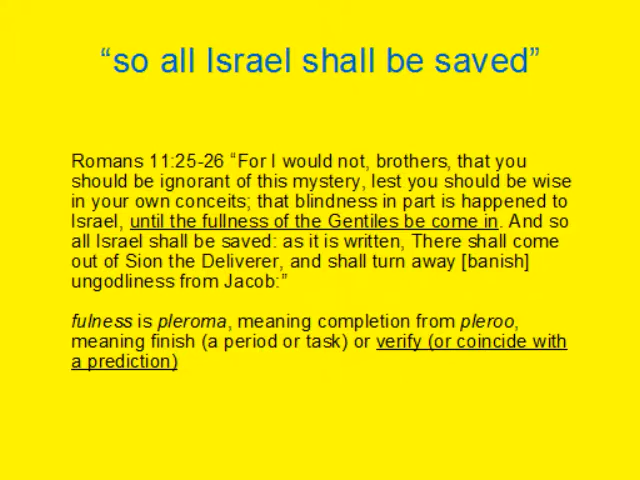 “so all Israel shall be saved”
Romans 11:25-26 “For I would not, brothers, that you
should be ignorant of this mystery, lest you should be wise
in your own conceits; that blindness in part is happened to
Israel, until the fullness of the Gentiles be come in. And so
all Israel shall be saved: as it is written, There shall come
out of Sion the Deliverer, and shall turn away [banish]
ungodliness from Jacob:”
fulness is pleroma, meaning completion from pleroo,
meaning finish (a period or task) or verify (or coincide with
a prediction)